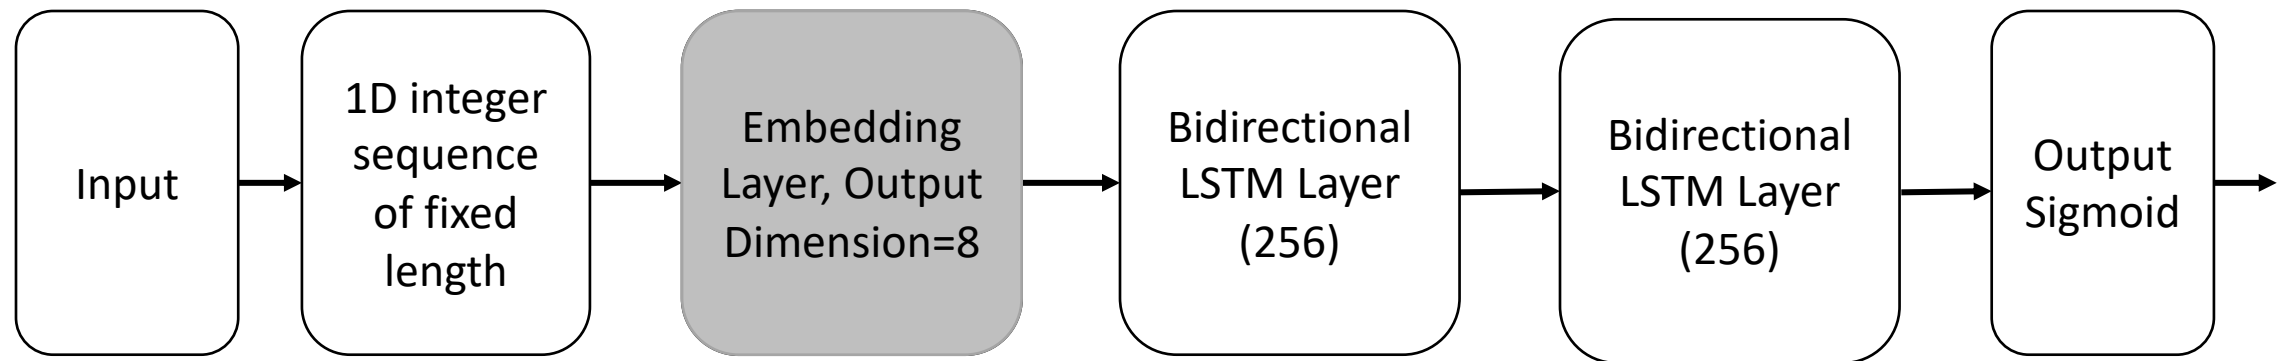 Input
1D integer
sequence
of fixed
length
Embedding
Layer, Output
Dimension=8
Bidirectional
LSTM Layer
(256)
Bidirectional
LSTM Layer
(256)
Output
Sigmoid